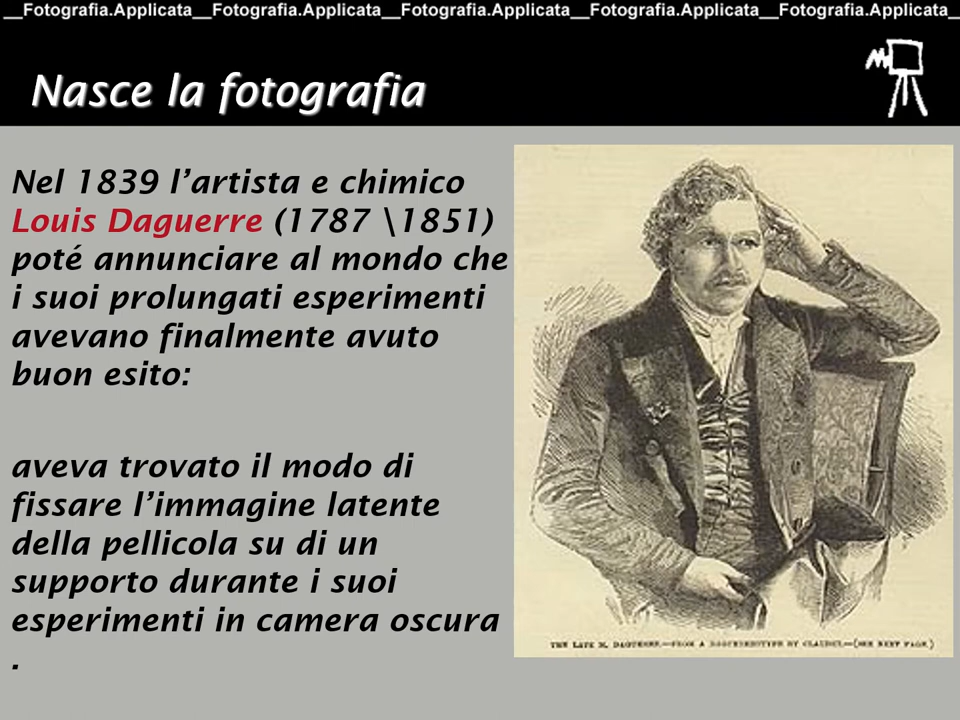 __Fotografia.Applicata__Fotografia.Applicata__Fotografia.Applicata__Fotografia.Applicata__Fotografia.Applicata_
Nasce la fotografia
Nel 1839 l’artista e chimico
Louis Daguerre (1787 \1851)
poté annunciare al mondo che
i suoi prolungati esperimenti
avevano finalmente avuto
buon esito:
aveva trovato il modo di
fissare l’immagine latente
della pellicola su di un
supporto durante i suoi
esperimenti in camera oscura
.
THE LATE M. DAGUERRE.—FROM A DAGUERREOTYPE BY CLAUDET.—(SEE NEXT PAGE.)